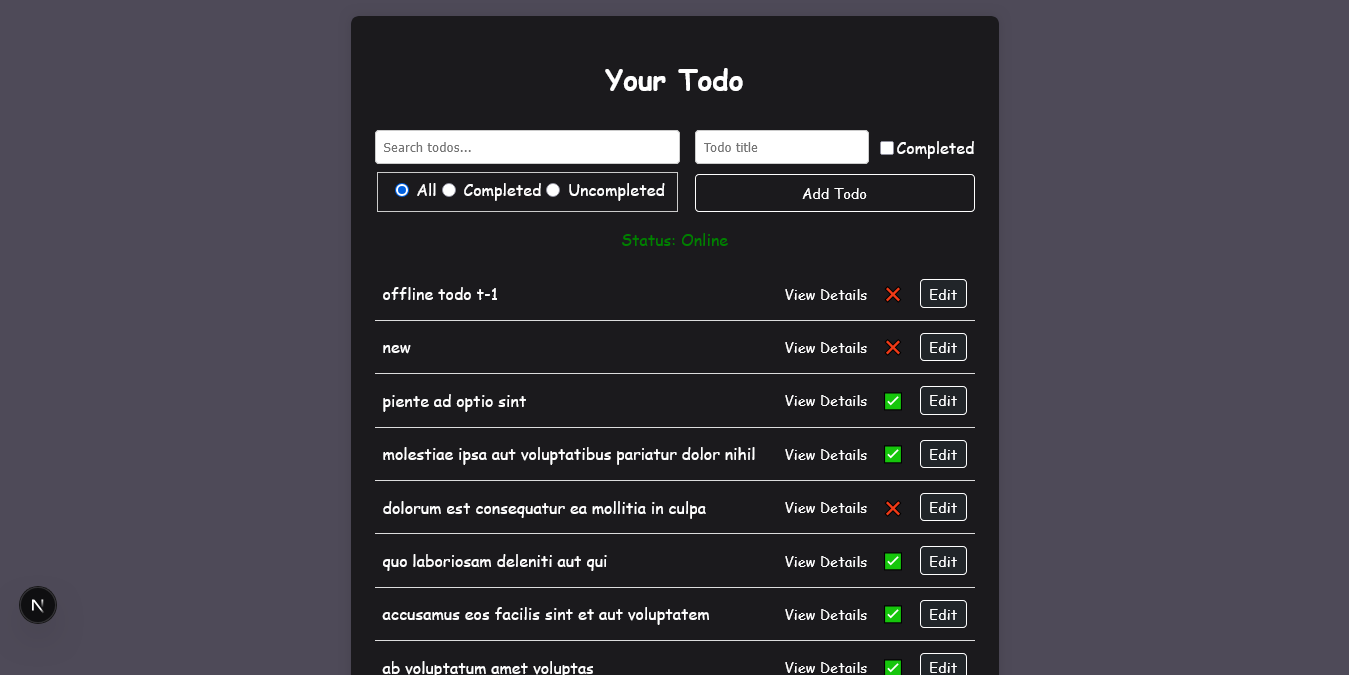 Your Todo
Search todos...
Todo title
Completed
All Completed Uncompleted
Add Todo
Status: Online
offline todo t-1 View Details Edit
new View Details Edit
piente ad optio sint View Details Edit
molestiae ipsa aut voluptatibus pariatur dolor nihil View Details Edit
dolorum est consequatur ea mollitia in culpa View Details Edit
quo laboriosam deleniti aut qui View Details Edit
accusamus eos facilis sint et aut voluptatem View Details Edit
ab voluptatum amet voluptas View Details Edit
N